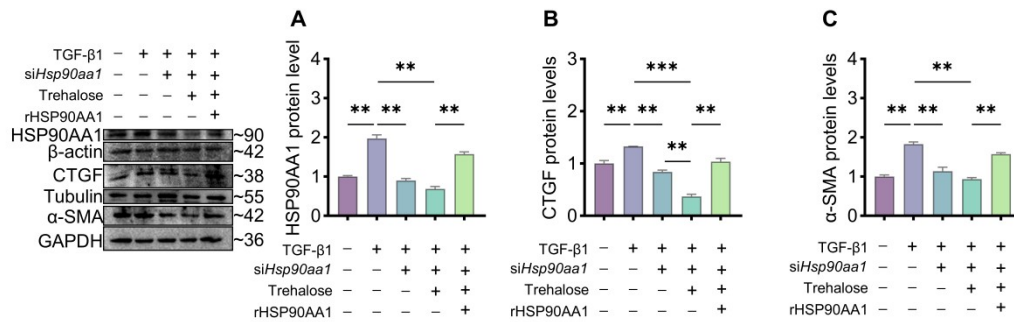 A
B
C
TGF-β1 – + + + +
siHsp90aa1 – – + + +
Trehalose – – – + +
rHSP90AA1 – – – – +
HSP90AA1 ~90
β-actin ~42
CTGF ~38
Tubulin ~55
α-SMA ~42
GAPDH ~36
HSP90AA1 protein level
4
3
2
1
0
** ** ** **
TGF-β1 – + + + +
siHsp90aa1 – – + + +
Trehalose – – – + +
rHSP90AA1 – – – – +
CTGF protein levels
3
2
1
0
*** ** ** **
TGF-β1 – + + + +
siHsp90aa1 – – + + +
Trehalose – – – + +
rHSP90AA1 – – – – +
α-SMA protein levels
4
3
2
1
0
** ** ** **
TGF-β1 – + + + +
siHsp90aa1 – – + + +
Trehalose – – – + +
rHSP90AA1 – – – – +